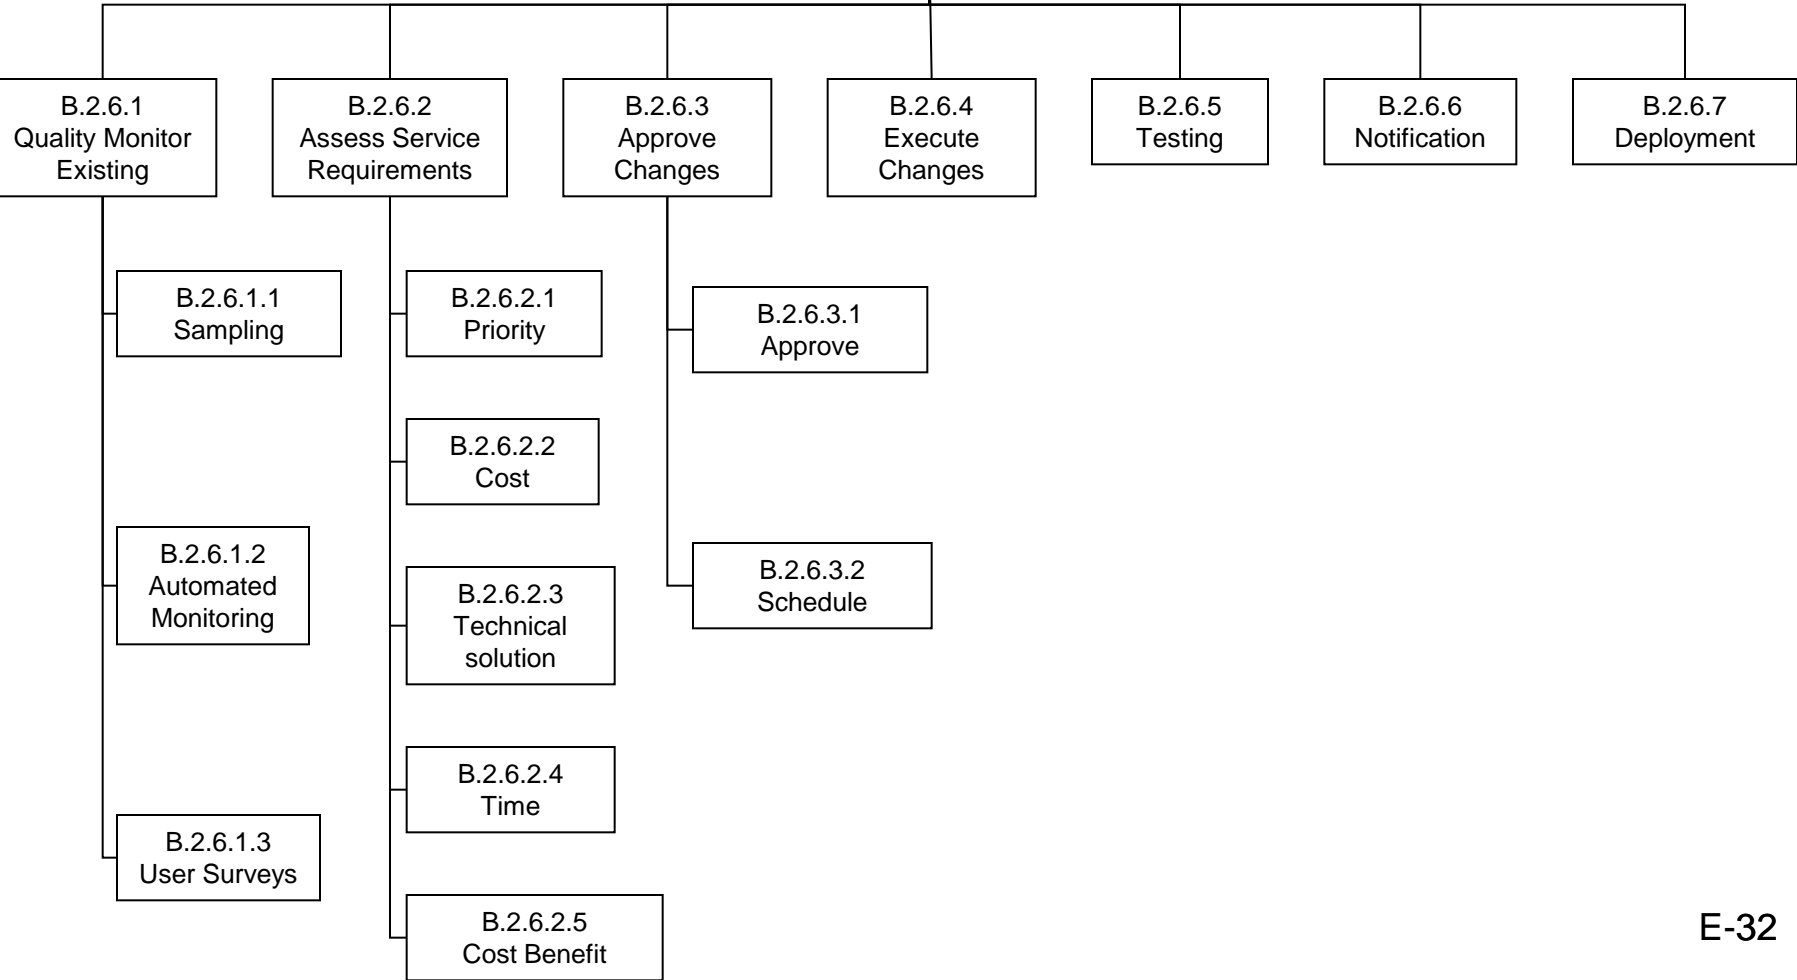 B.2.6.1
Quality Monitor
Existing
B.2.6.2
Assess Service
Requirements
B.2.6.3
Approve
Changes
B.2.6.4
Execute
Changes
B.2.6.5
Testing
B.2.6.6
Notification
B.2.6.7
Deployment
B.2.6.1.1
Sampling
B.2.6.1.2
Automated
Monitoring
B.2.6.1.3
User Surveys
B.2.6.2.1
Priority
B.2.6.2.2
Cost
B.2.6.2.3
Technical
solution
B.2.6.2.4
Time
B.2.6.2.5
Cost Benefit
B.2.6.3.1
Approve
B.2.6.3.2
Schedule
E-32